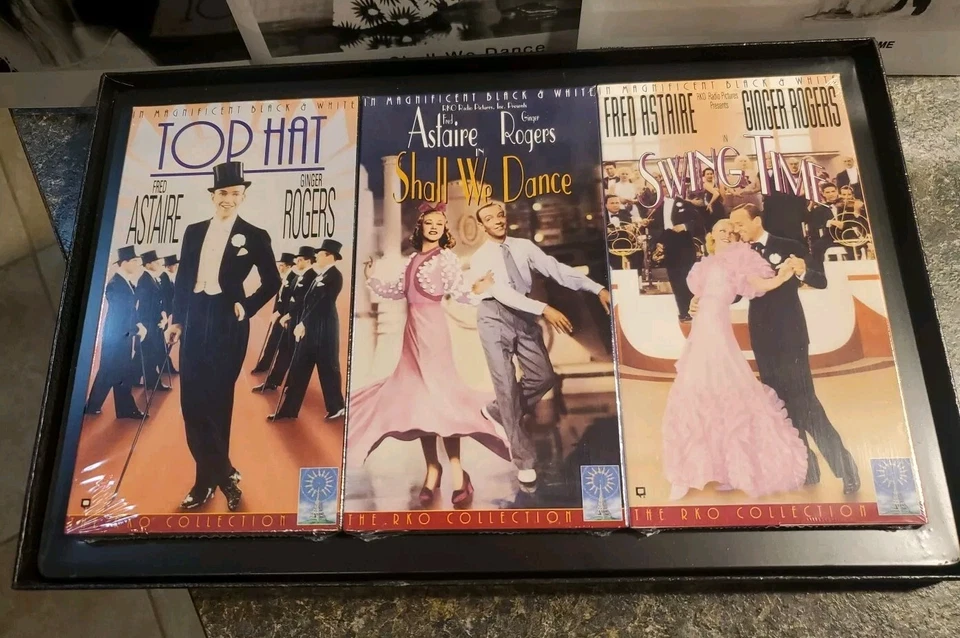 Shall We Dance
ME
IN MAGNIFICENT BLACK & WHITE
TOP HAT
FRED
ASTAIRE
GINGER
ROGERS
RKO COLLECTION
IN MAGNIFICENT BLACK & WHITE
RKO Radio Pictures, Inc. Presents
Fred
Astaire
Ginger
Rogers
IN
Shall We Dance
THE RKO COLLECTION
IN MAGNIFICENT BLACK & WHITE
FRED ASTAIRE
RKO Radio Pictures
Presents
GINGER ROGERS
IN
SWING TIME
THE RKO COLLECTION